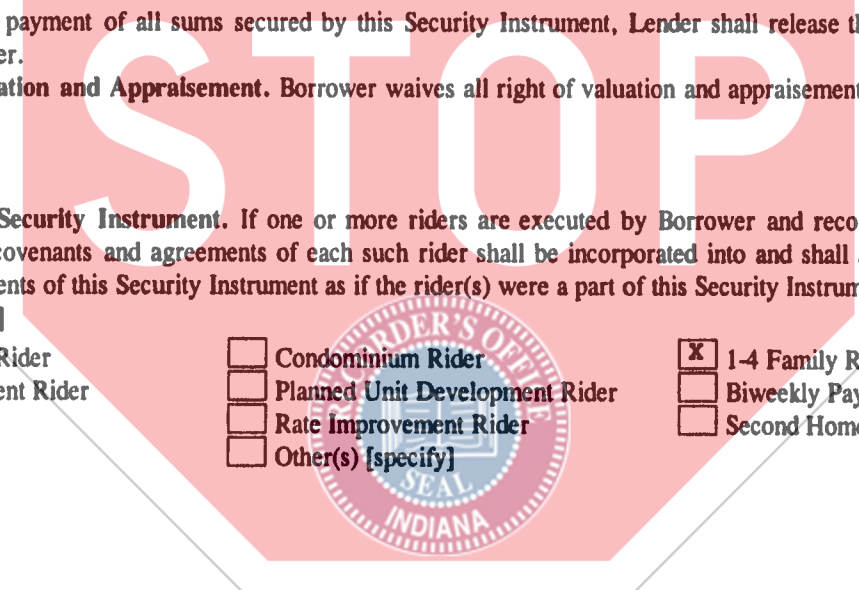 STOP
payment of all sums secured by this Security Instrument, Lender shall release th
er.
ation and Appraisement. Borrower waives all right of valuation and appraisement
Security Instrument. If one or more riders are executed by Borrower and reco
covenants and agreements of each such rider shall be incorporated into and shall
ents of this Security Instrument as if the rider(s) were a part of this Security Instrum
]
Rider Condominium Rider X 1-4 Family R
ent Rider Planned Unit Development Rider Biweekly Pay
Rate Improvement Rider Second Home
Other(s) [specify]
RECORDER'S OFFICE
SEAL
INDIANA